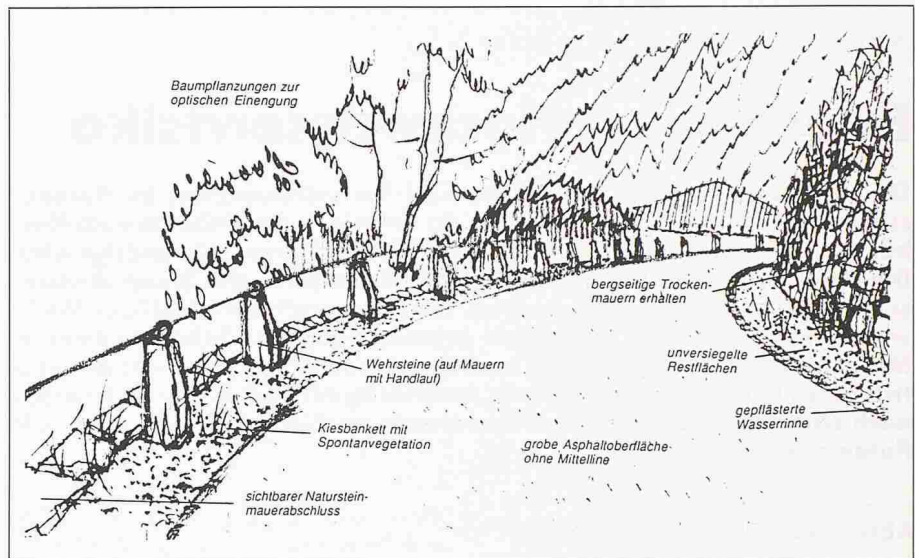 Baumpflanzungen zur
optischen Einengung
bergseitige Trocken-
mauern erhalten
unversiegelte
Restflächen
Wehrsteine (auf Mauern
mit Handlauf)
gepflästerte
Wasserrinne
Kiesbankett mit
Spontanvegetation
grobe Asphaltoberfläche
ohne Mittelline
sichtbarer Naturstein-
mauerabschluss